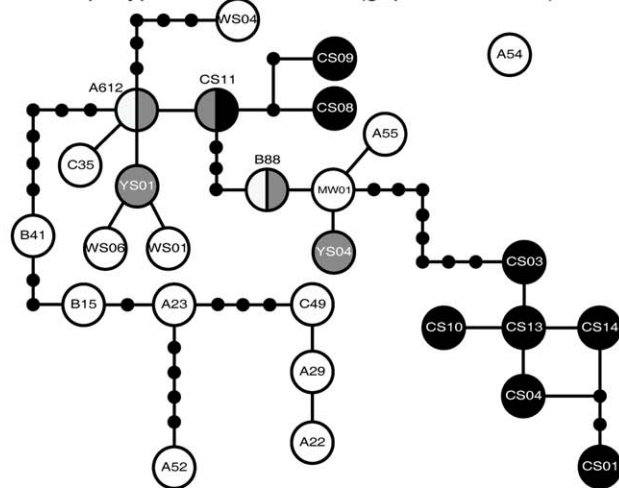 WS04
CS09
A54
A612
CS11
CS08
A55
C35
B88
YS01
MW01
B41
WS06
WS01
YS04
CS03
B15
A23
C49
CS10
CS13
CS14
A29
CS04
A22
A52
CS01